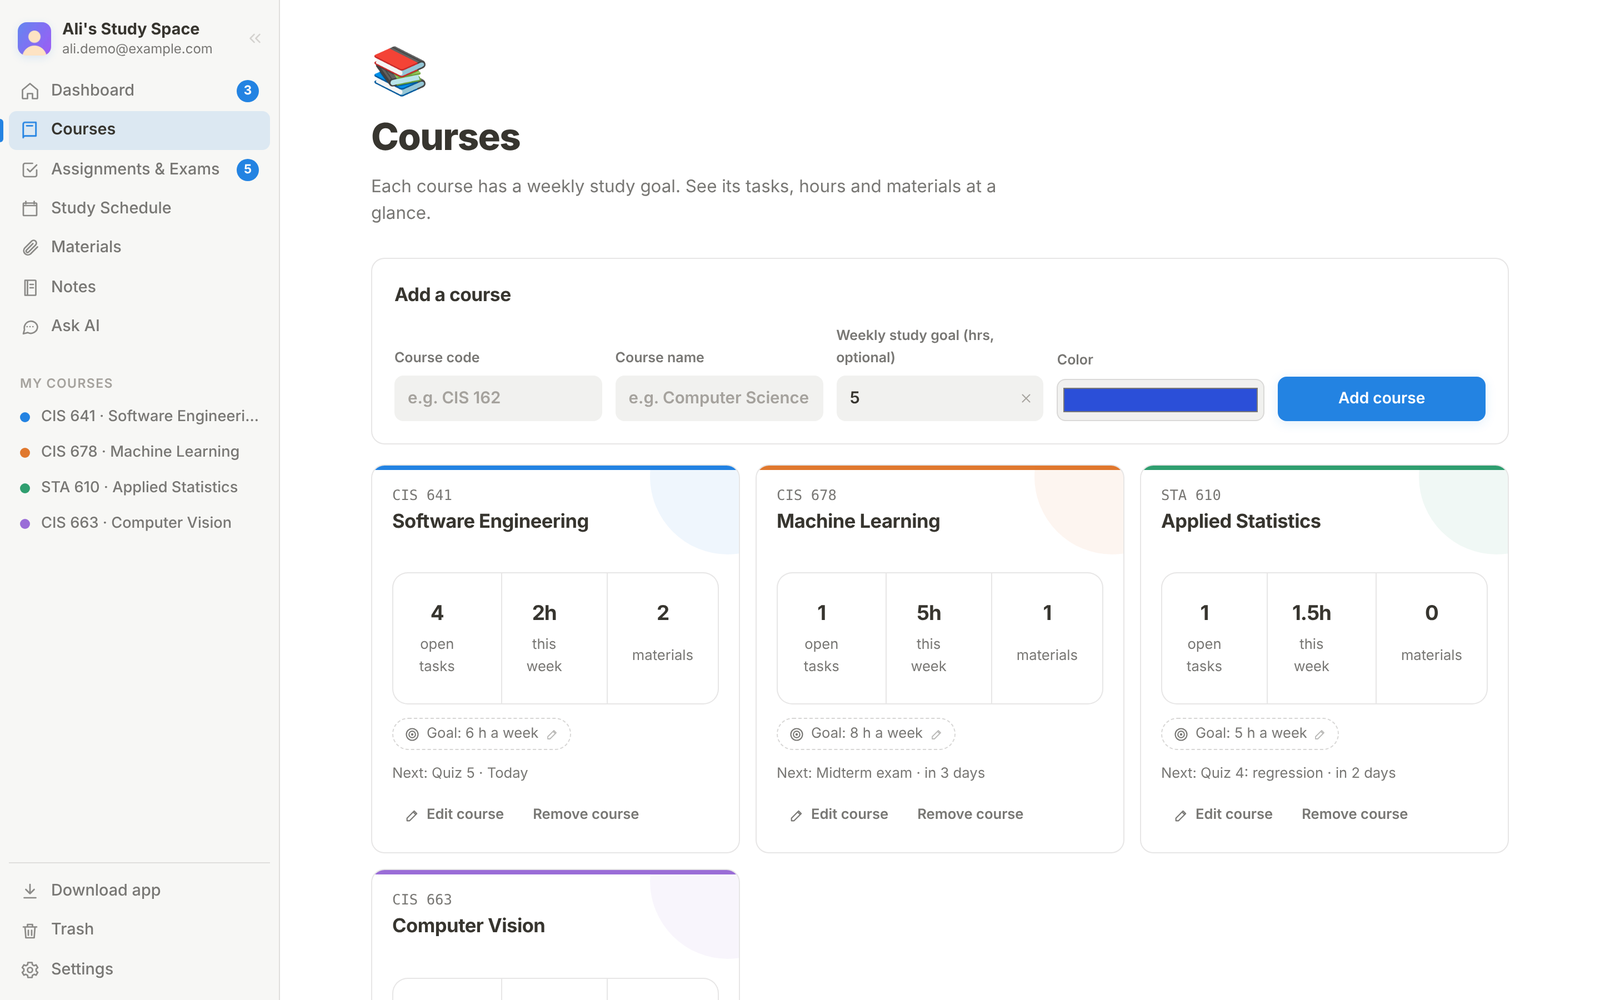 Ali's Study Space
ali.demo@example.com
Dashboard 3
Courses
Assignments & Exams 5
Study Schedule
Materials
Notes
Ask AI
MY COURSES
CIS 641 · Software Engineeri...
CIS 678 · Machine Learning
STA 610 · Applied Statistics
CIS 663 · Computer Vision
Download app
Trash
Settings
Courses
Each course has a weekly study goal. See its tasks, hours and materials at a
glance.
Add a course
Course code
e.g. CIS 162
Course name
e.g. Computer Science
Weekly study goal (hrs,
optional)
5
Color
Add course
CIS 641
Software Engineering
4
open
tasks
2h
this
week
2
materials
Goal: 6 h a week
Next: Quiz 5 · Today
Edit course
Remove course
CIS 678
Machine Learning
1
open
tasks
5h
this
week
1
materials
Goal: 8 h a week
Next: Midterm exam · in 3 days
Edit course
Remove course
STA 610
Applied Statistics
1
open
tasks
1.5h
this
week
0
materials
Goal: 5 h a week
Next: Quiz 4: regression · in 2 days
Edit course
Remove course
CIS 663
Computer Vision